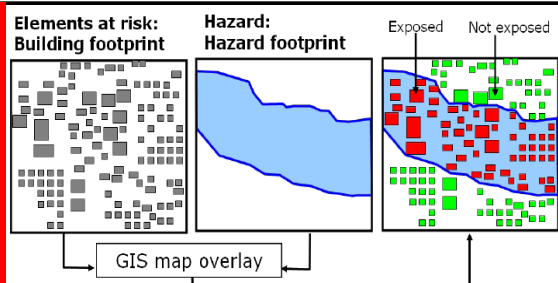 Elements at risk:
Building footprint
Hazard:
Hazard footprint
Exposed
Not exposed
GIS map overlay